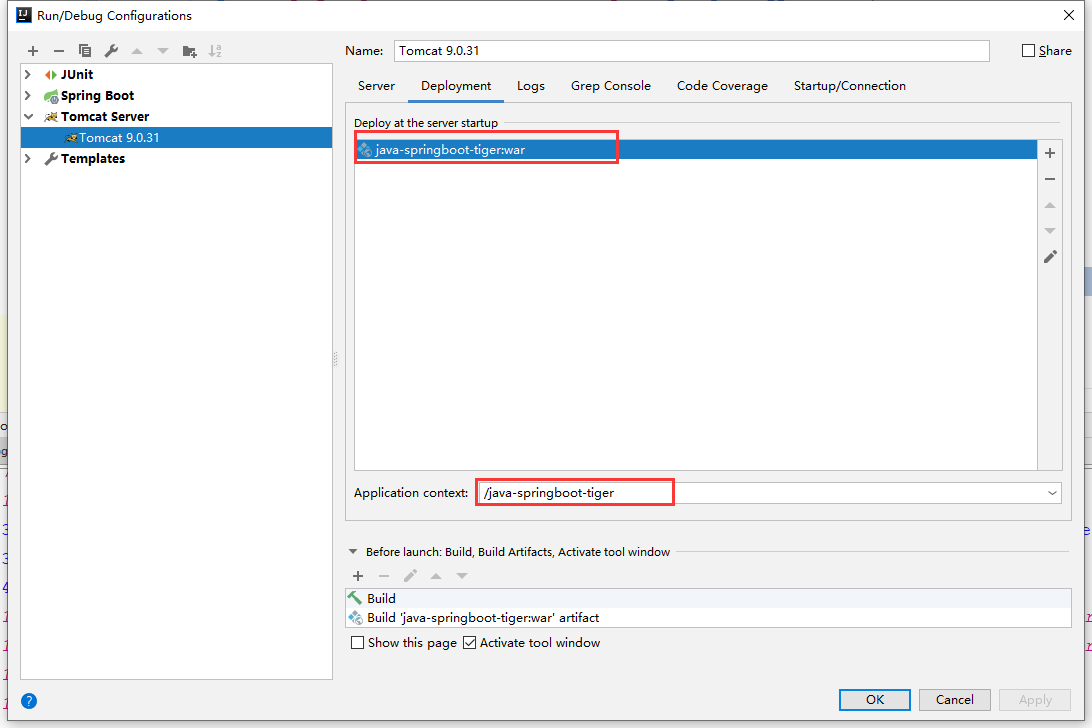 Run/Debug Configurations
Name: Tomcat 9.0.31 Share
JUnit
Spring Boot
Tomcat Server
Tomcat 9.0.31
Templates
Server Deployment Logs Grep Console Code Coverage Startup/Connection
Deploy at the server startup
java-springboot-tiger:war
Application context: /java-springboot-tiger
Before launch: Build, Build Artifacts, Activate tool window
Build
Build 'java-springboot-tiger:war' artifact
Show this page Activate tool window
? OK Cancel Apply